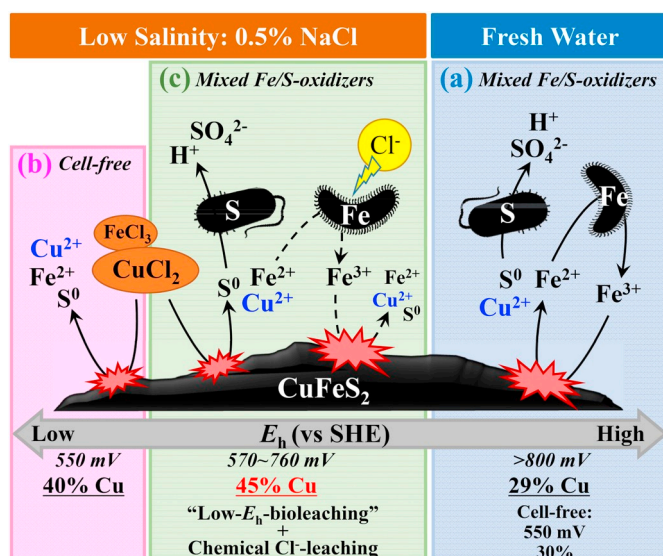 Low Salinity: 0.5% NaCl
Fresh Water
(c) Mixed Fe/S-oxidizers
(a) Mixed Fe/S-oxidizers
(b) Cell-free
SO₄²⁻
H⁺
Cl⁻
S
Fe
H⁺
SO₄²⁻
S
Fe
FeCl₃
CuCl₂
Cu²⁺
Fe²⁺
S⁰
S⁰
Fe²⁺
Cu²⁺
Fe³⁺
Fe²⁺
Cu²⁺
S⁰
S⁰
Fe²⁺
Cu²⁺
Fe³⁺
CuFeS₂
Low
Eₕ (vs SHE)
High
550 mV
40% Cu
570~760 mV
45% Cu
“Low-Eₕ-bioleaching”
+
Chemical Cl⁻-leaching
>800 mV
29% Cu
Cell-free:
550 mV
30%